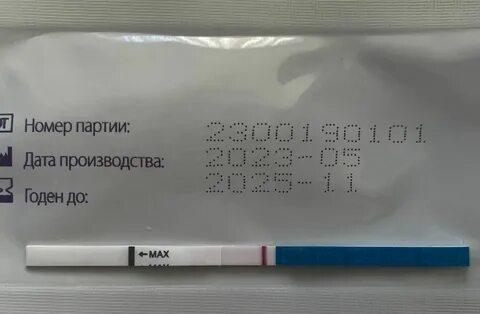 Номер партии: 2300190101
Дата производства: 2023-05
Годен до: 2025-11
←MAX